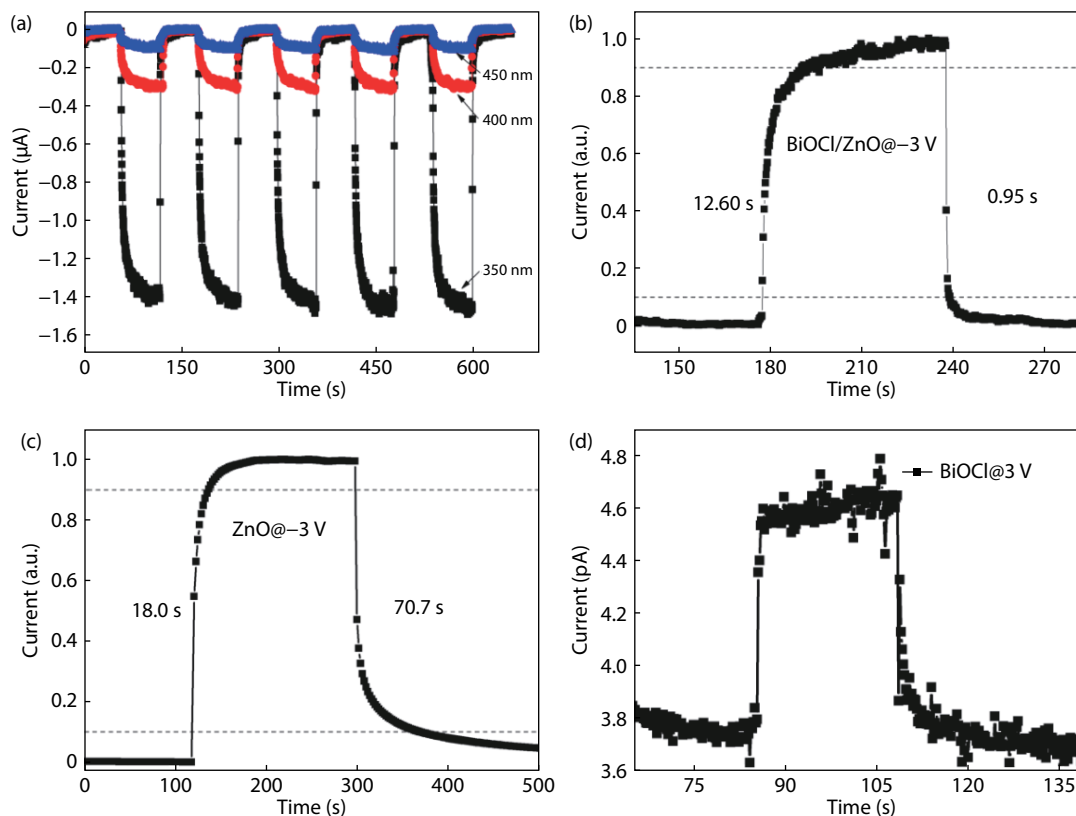 (a)
0
−0.2
−0.4
−0.6
−0.8
−1.0
−1.2
−1.4
−1.6
Current (μA)
450 nm
400 nm
350 nm
0 150 300 450 600
Time (s)
(b)
1.0
0.8
0.6
0.4
0.2
0
Current (a.u.)
BiOCl/ZnO@−3 V
12.60 s
0.95 s
150 180 210 240 270
Time (s)
(c)
1.0
0.8
0.6
0.4
0.2
0
Current (a.u.)
ZnO@−3 V
18.0 s
70.7 s
0 100 200 300 400 500
Time (s)
(d)
4.8
4.6
4.4
4.2
4.0
3.8
3.6
Current (pA)
BiOCl@3 V
75 90 105 120 135
Time (s)